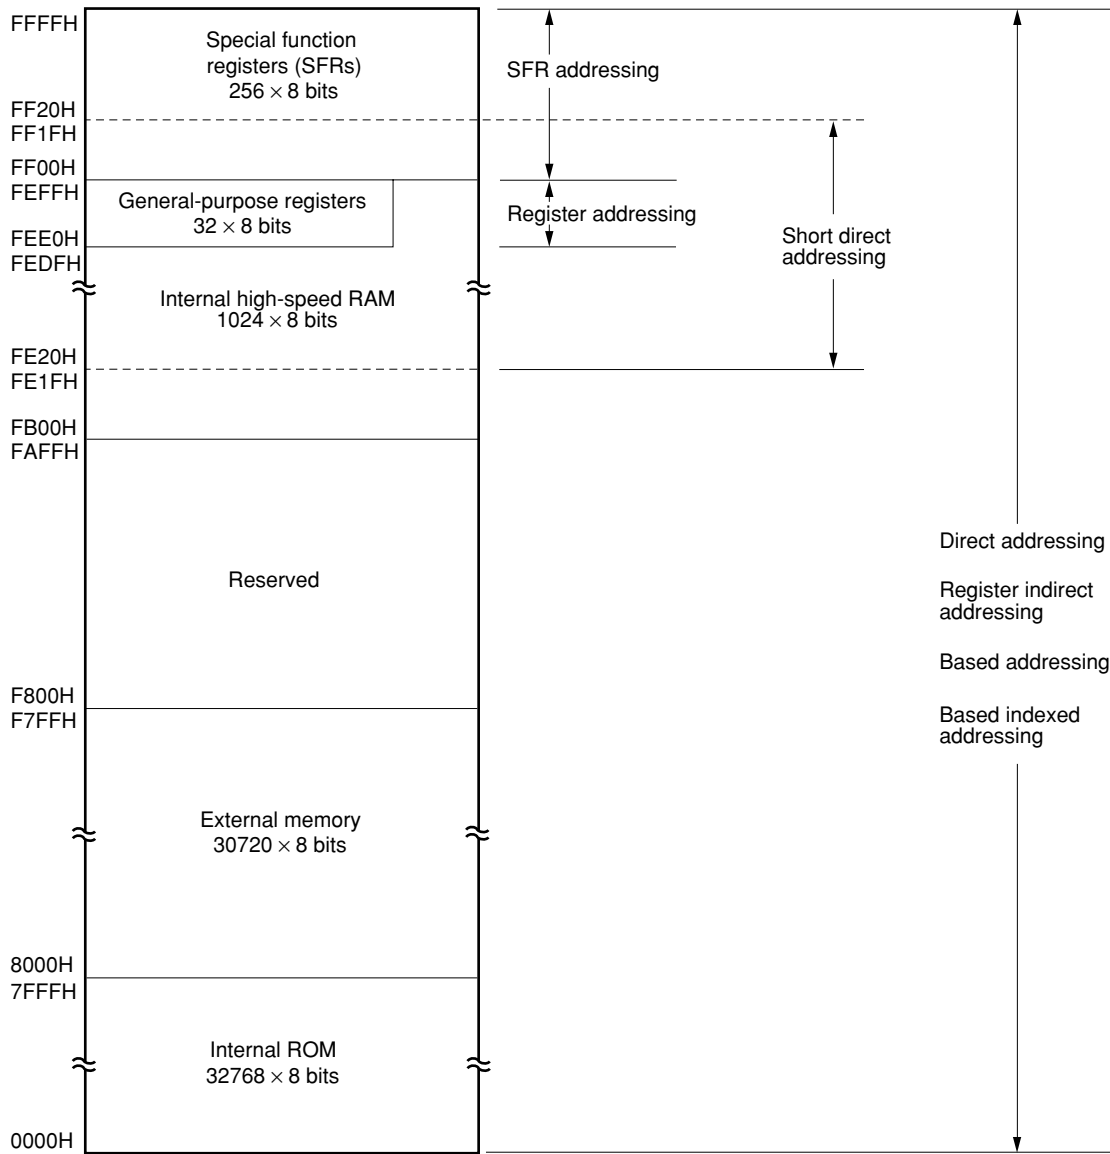 FFFFH
Special function
registers (SFRs)
256 × 8 bits
SFR addressing
FF20H
FF1FH
FF00H
FEFFH
General-purpose registers
32 × 8 bits
Register addressing
Short direct
addressing
FEE0H
FEDFH
Internal high-speed RAM
1024 × 8 bits
FE20H
FE1FH
FB00H
FAFFH
Reserved
Direct addressing
Register indirect
addressing
Based addressing
Based indexed
addressing
F800H
F7FFH
External memory
30720 × 8 bits
8000H
7FFFH
Internal ROM
32768 × 8 bits
0000H